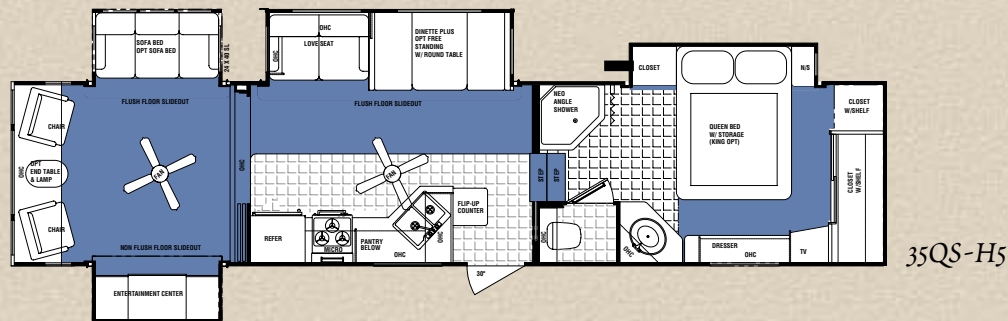 SOFA BED
OPT SOFA BED
24 X 40 SL
FLUSH FLOOR SLIDEOUT
CHAIR
OHC
OPT
END TABLE
& LAMP
FAN
CHAIR
NON FLUSH FLOOR SLIDEOUT
ENTERTAINMENT CENTER
OHC
OHC
LOVE SEAT
OHC
DINETTE PLUS
OPT FREE
STANDING
W/ ROUND TABLE
FLUSH FLOOR SLIDEOUT
FAN
REFER
MICRO
PANTRY
BELOW
OHC
OHC
FLIP-UP
COUNTER
30"
STEP
STEP
NEO
ANGLE
SHOWER
OHC
OHC
CLOSET
N/S
QUEEN BED
W/ STORAGE
(KING OPT)
CLOSET
W/SHELF
CLOSET
W/SHELF
DRESSER
OHC
TV
35QS-H5